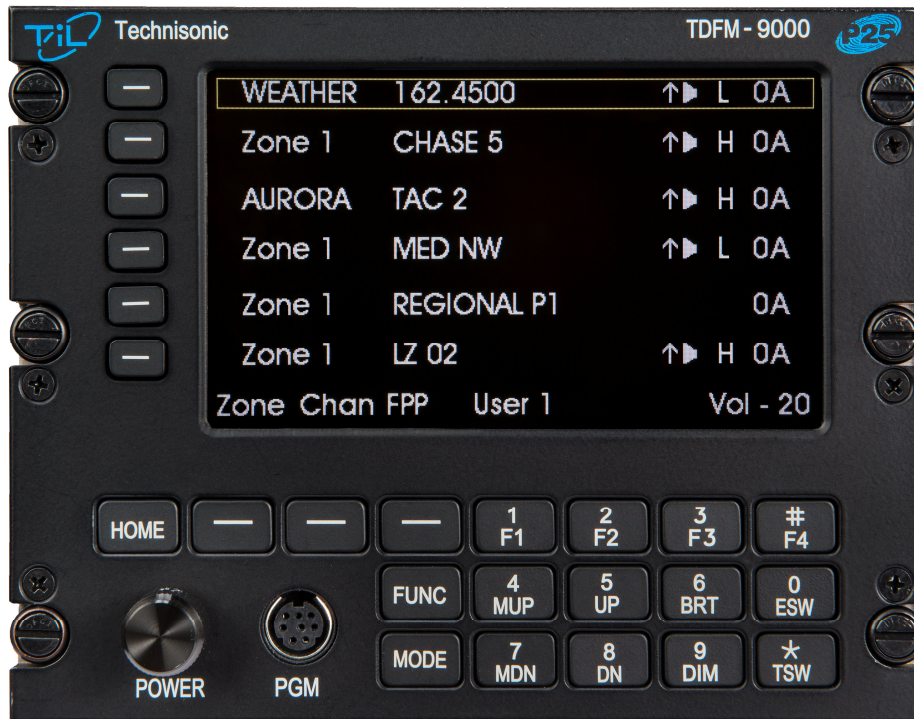 TiL Technisonic TDFM - 9000 P25
WEATHER 162.4500 ↑ L 0A
Zone 1 CHASE 5 ↑ H 0A
AURORA TAC 2 ↑ H 0A
Zone 1 MED NW ↑ L 0A
Zone 1 REGIONAL P1 0A
Zone 1 LZ 02 ↑ H 0A
Zone Chan FPP User 1 Vol - 20
HOME 1 F1 2 F2 3 F3 # F4
FUNC 4 MUP 5 UP 6 BRT 0 ESW
MODE 7 MDN 8 DN 9 DIM * TSW
POWER PGM